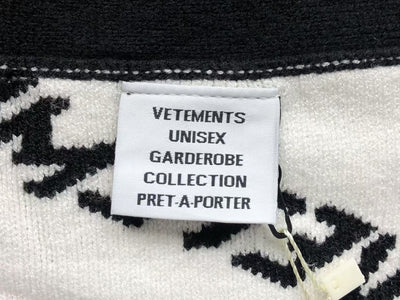 VETEMENTS
UNISEX
GARDEROBE
COLLECTION
PRET-A-PORTER